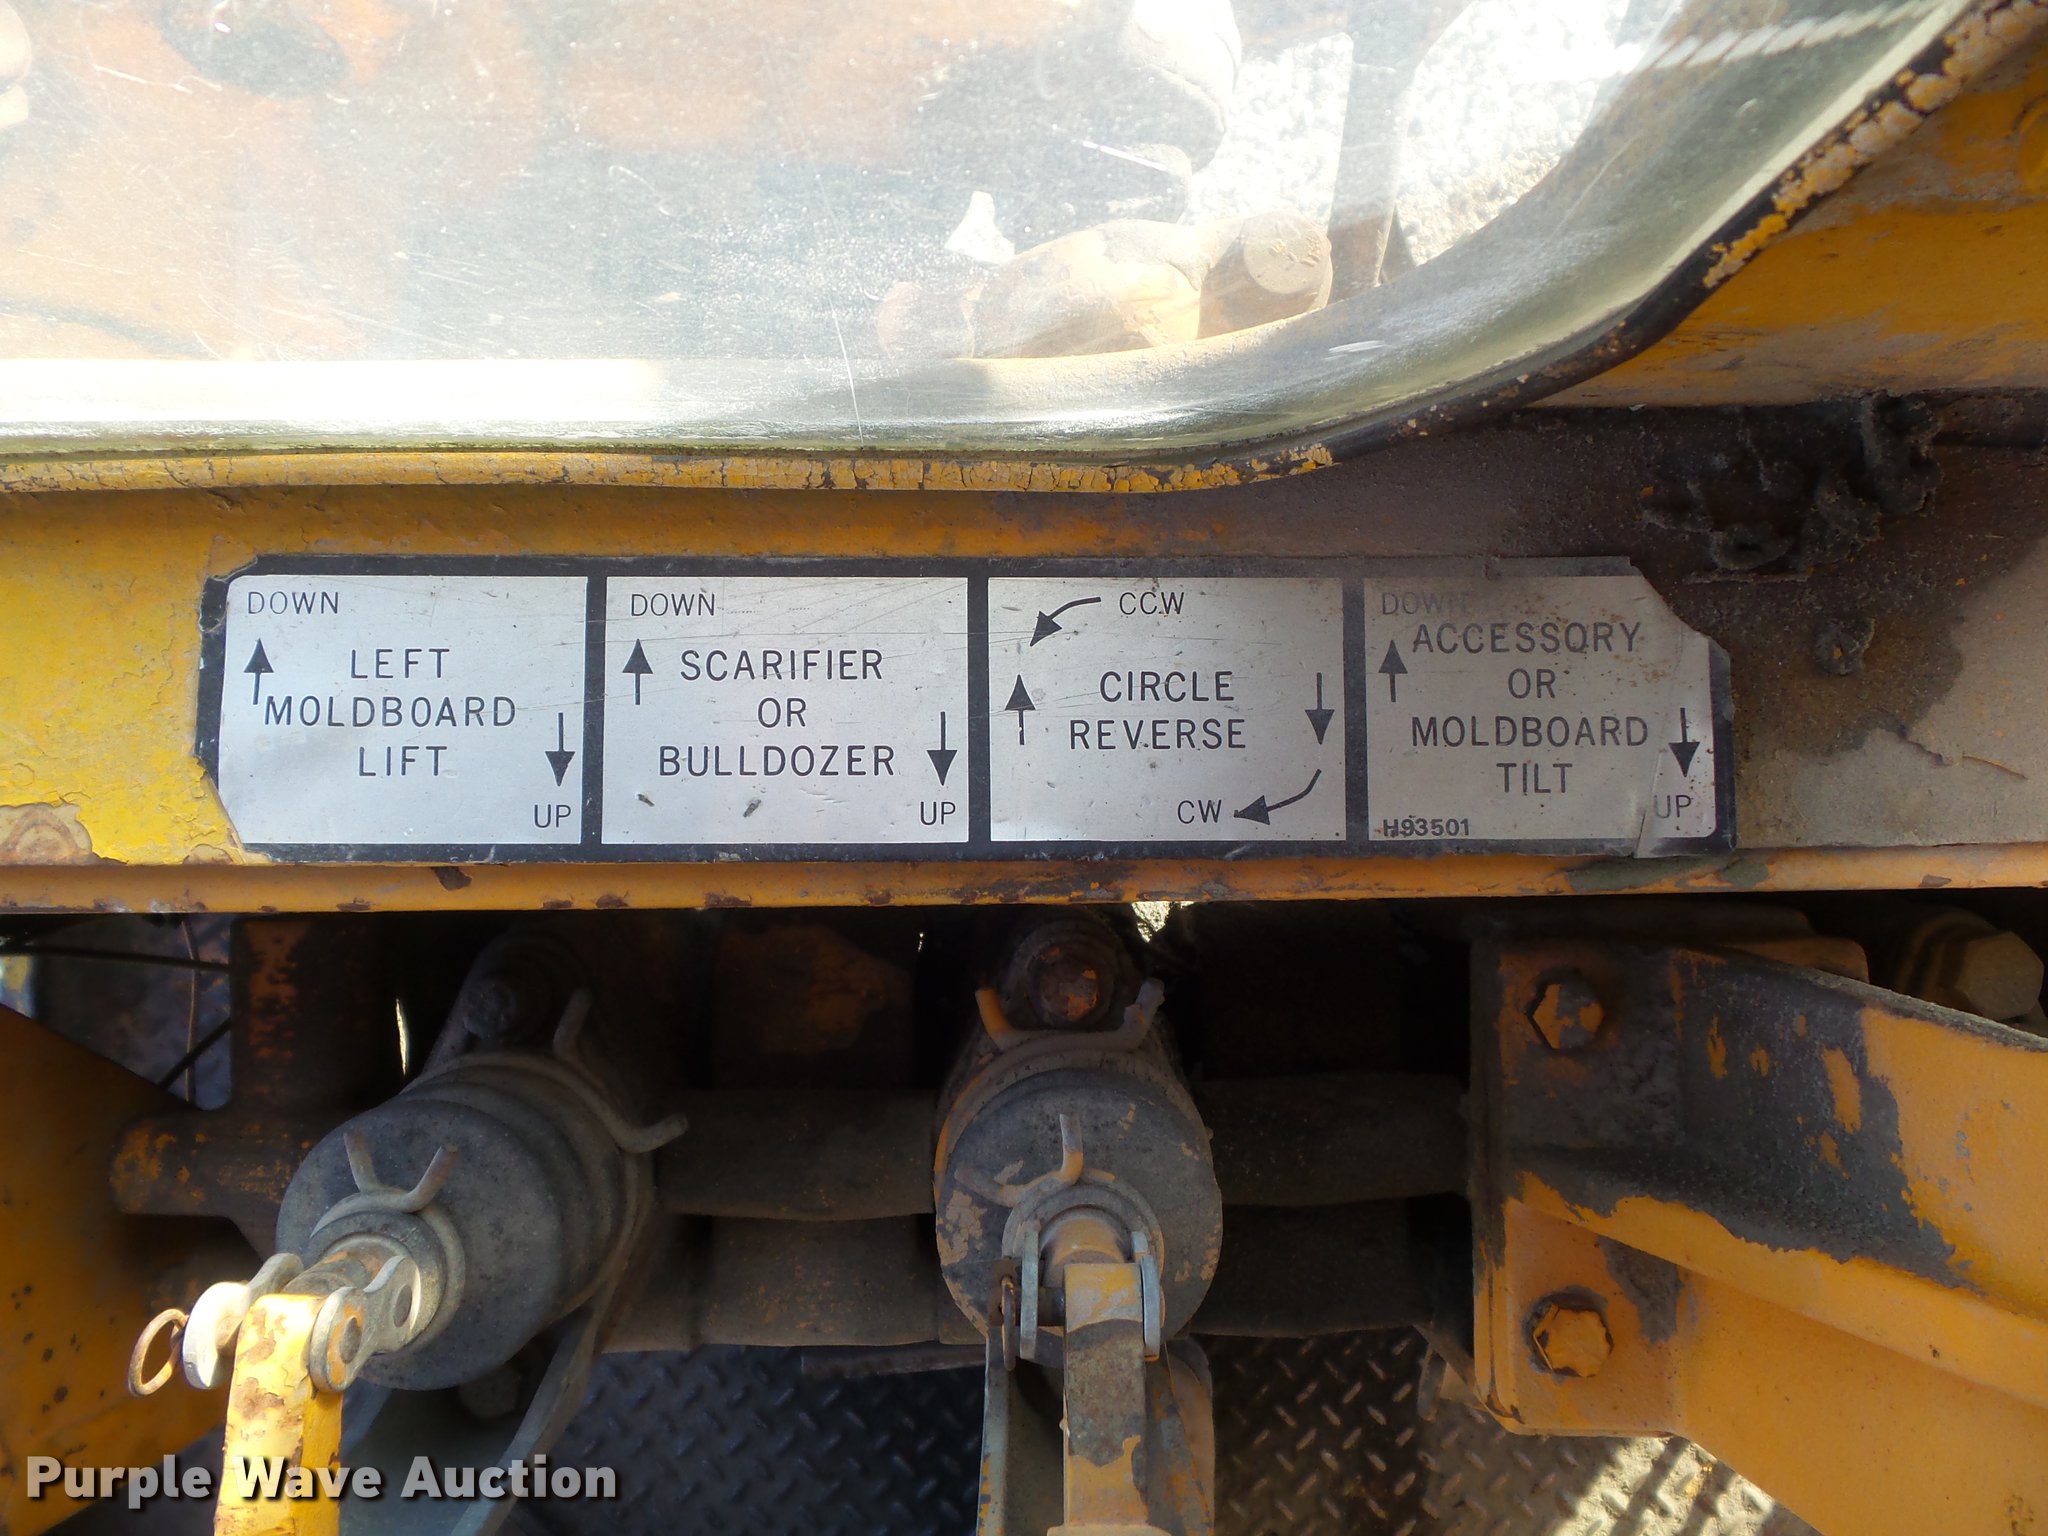 DOWN
LEFT
MOLDBOARD
LIFT
UP
DOWN
SCARIFIER
OR
BULLDOZER
UP
CCW
CIRCLE
REVERSE
CW
DOWN
ACCESSORY
OR
MOLDBOARD
TILT
UP
H93501
Purple Wave Auction